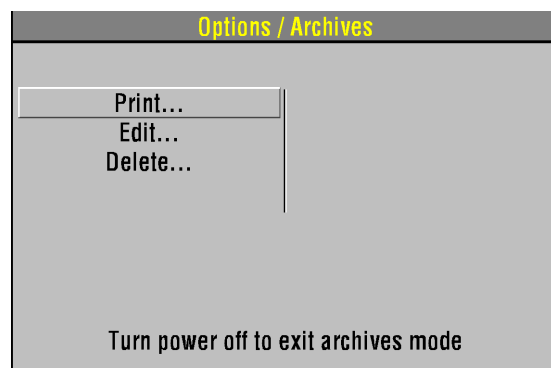 Options / Archives
Print...
Edit...
Delete...
Turn power off to exit archives mode